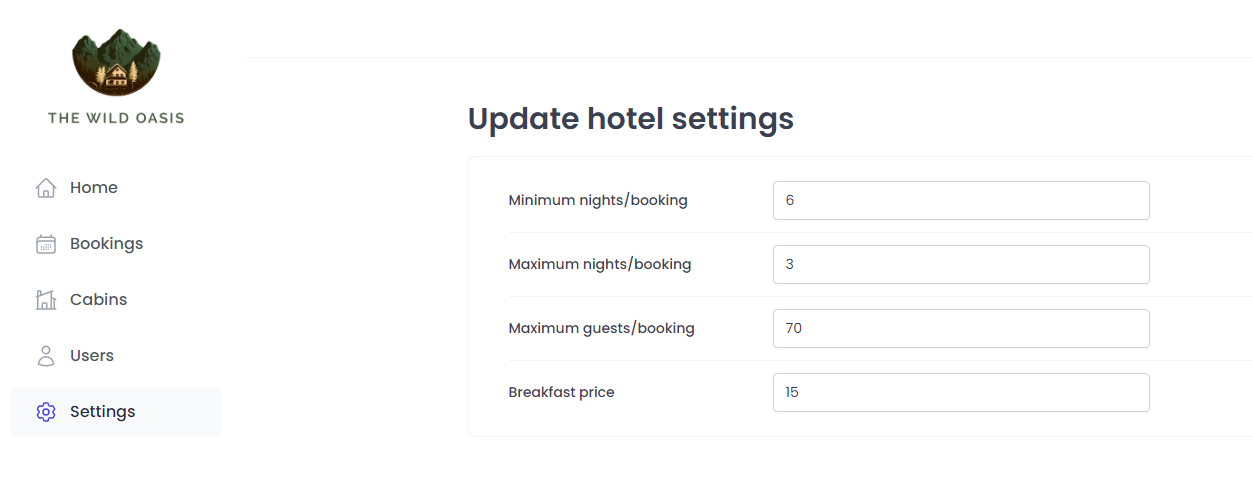 THE WILD OASIS
Home
Bookings
Cabins
Users
Settings
Update hotel settings
Minimum nights/booking
6
Maximum nights/booking
3
Maximum guests/booking
70
Breakfast price
15